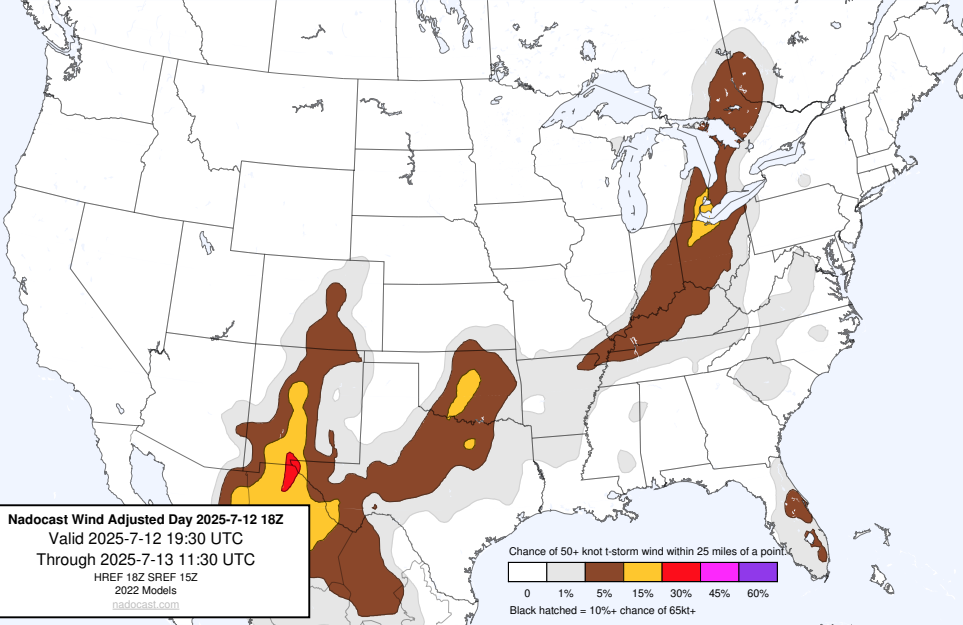 Nadocast Wind Adjusted Day 2025-7-12 18Z
Valid 2025-7-12 19:30 UTC
Through 2025-7-13 11:30 UTC
HREF 18Z SREF 15Z
2022 Models
nadocast.com
Chance of 50+ knot t-storm wind within 25 miles of a point.
0 1% 5% 15% 30% 45% 60%
Black hatched = 10%+ chance of 65kt+